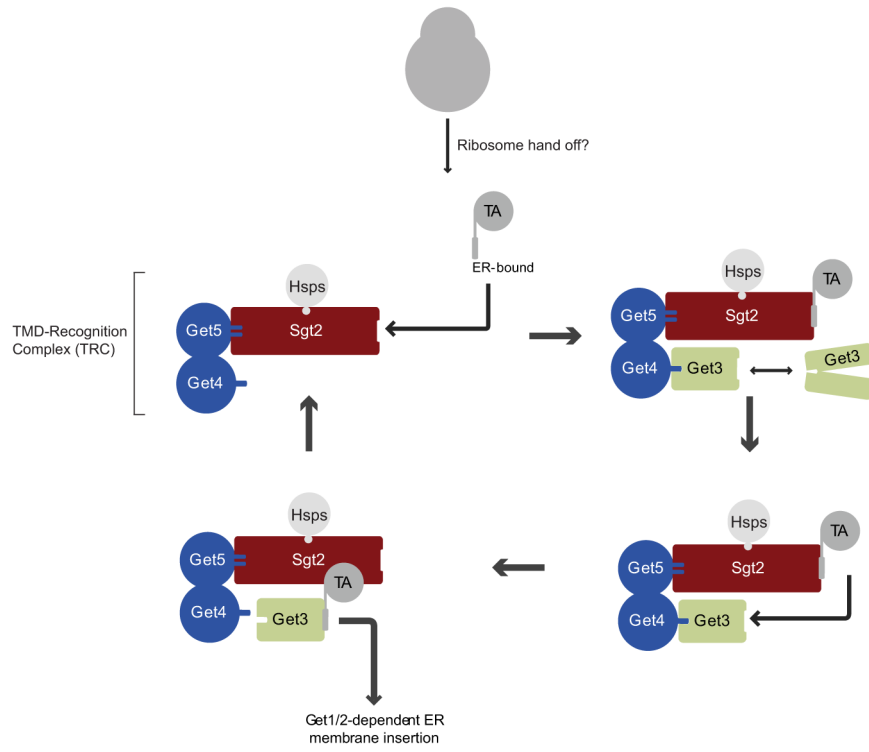 Ribosome hand off?
TA
ER-bound
Hsps
Get5
Sgt2
Get4
TMD-Recognition
Complex (TRC)
Hsps
TA
Get5
Sgt2
Get4
Get3
Get3
Hsps
Get5
Sgt2
TA
Get4
Get3
Hsps
TA
Get5
Sgt2
Get4
Get3
Get1/2-dependent ER
membrane insertion